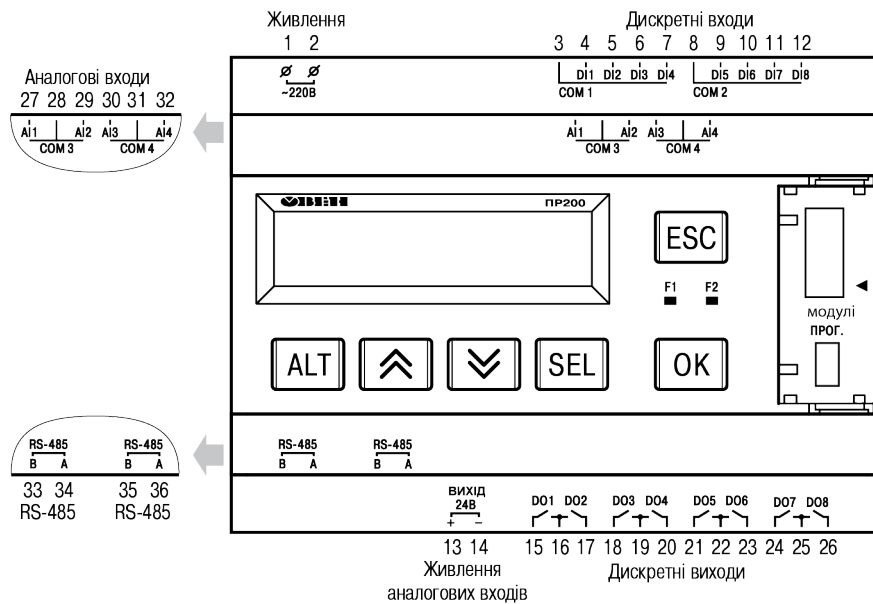 Живлення
1 2
Дискретні входи
3 4 5 6 7 8 9 10 11 12
~220В
DI1 DI2 DI3 DI4 DI5 DI6 DI7 DI8
COM 1 COM 2
Аналогові входи
27 28 29 30 31 32
AI1 AI2 AI3 AI4
COM 3 COM 4
AI1 AI2 AI3 AI4
COM 3 COM 4
ОВЕН ПР200
ESC
F1 F2
модулі
ПРОГ.
ALT SEL OK
RS-485 RS-485
B A B A
33 34 35 36
RS-485 RS-485
RS-485 RS-485
B A B A
ВИХІД
24В
+ –
DO1 DO2 DO3 DO4 DO5 DO6 DO7 DO8
13 14 15 16 17 18 19 20 21 22 23 24 25 26
Живлення
аналогових входів
Дискретні виходи